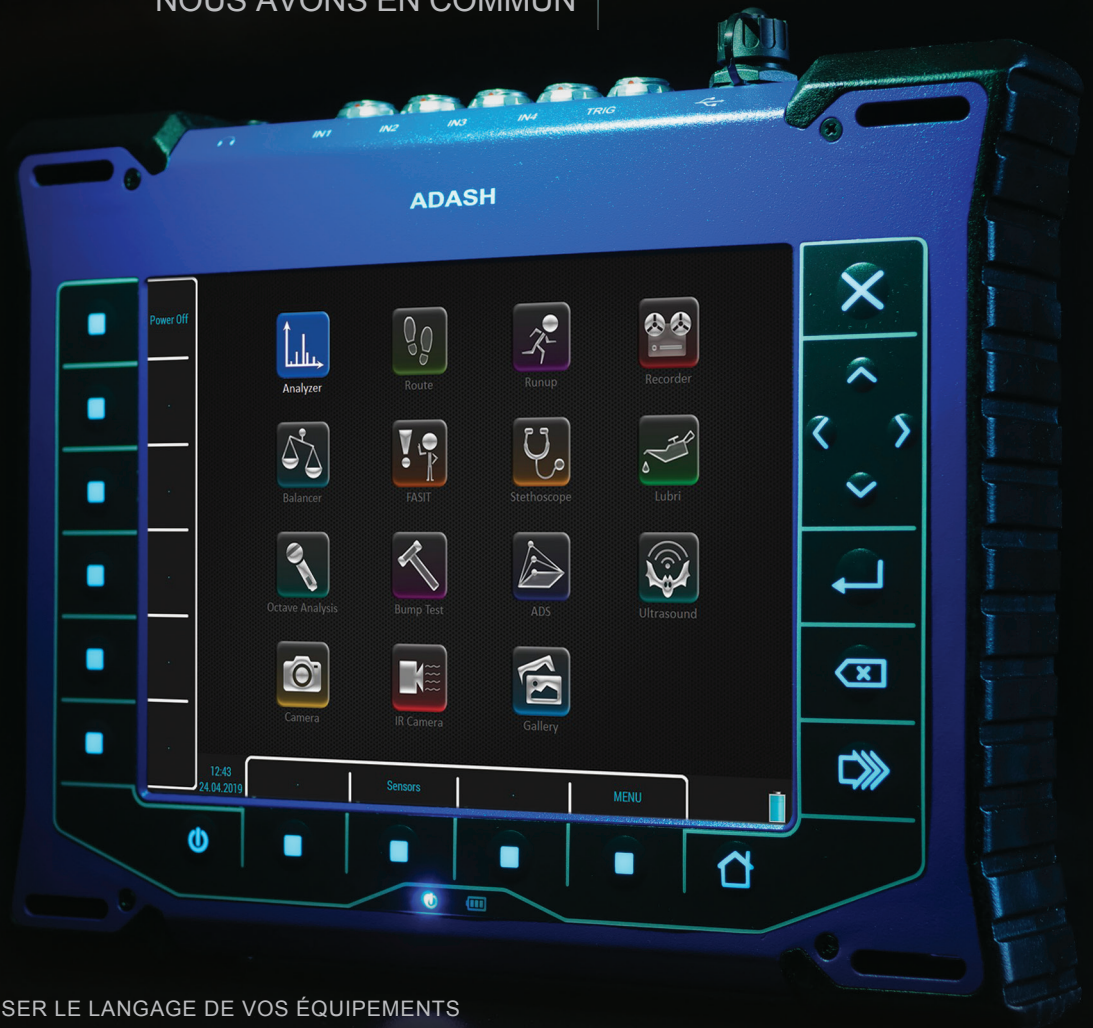 NOUS AVONS EN COMMUN
IN1 IN2 IN3 IN4 TRIG
ADASH
Power Off
Analyzer Route Runup Recorder
Balancer FASIT Stethoscope Lubri
Octave Analysis Bump Test ADS Ultrasound
Camera IR Camera Gallery
12:43
24.04.2019
Sensors MENU
SER LE LANGAGE DE VOS ÉQUIPEMENTS